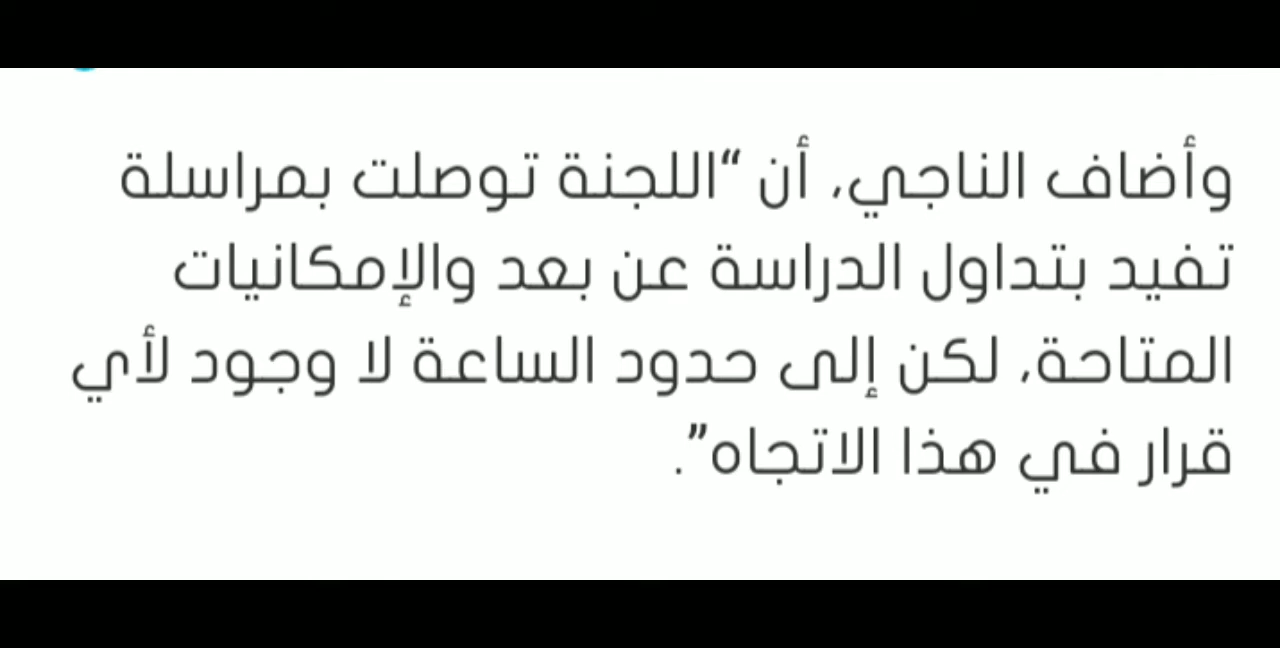 وأضاف الناجي، أن “اللجنة توصلت بمراسلة
تفيد بتداول الدراسة عن بعد والإمكانيات
المتاحة، لكن إلى حدود الساعة لا وجود لأي
قرار في هذا الاتجاه”.